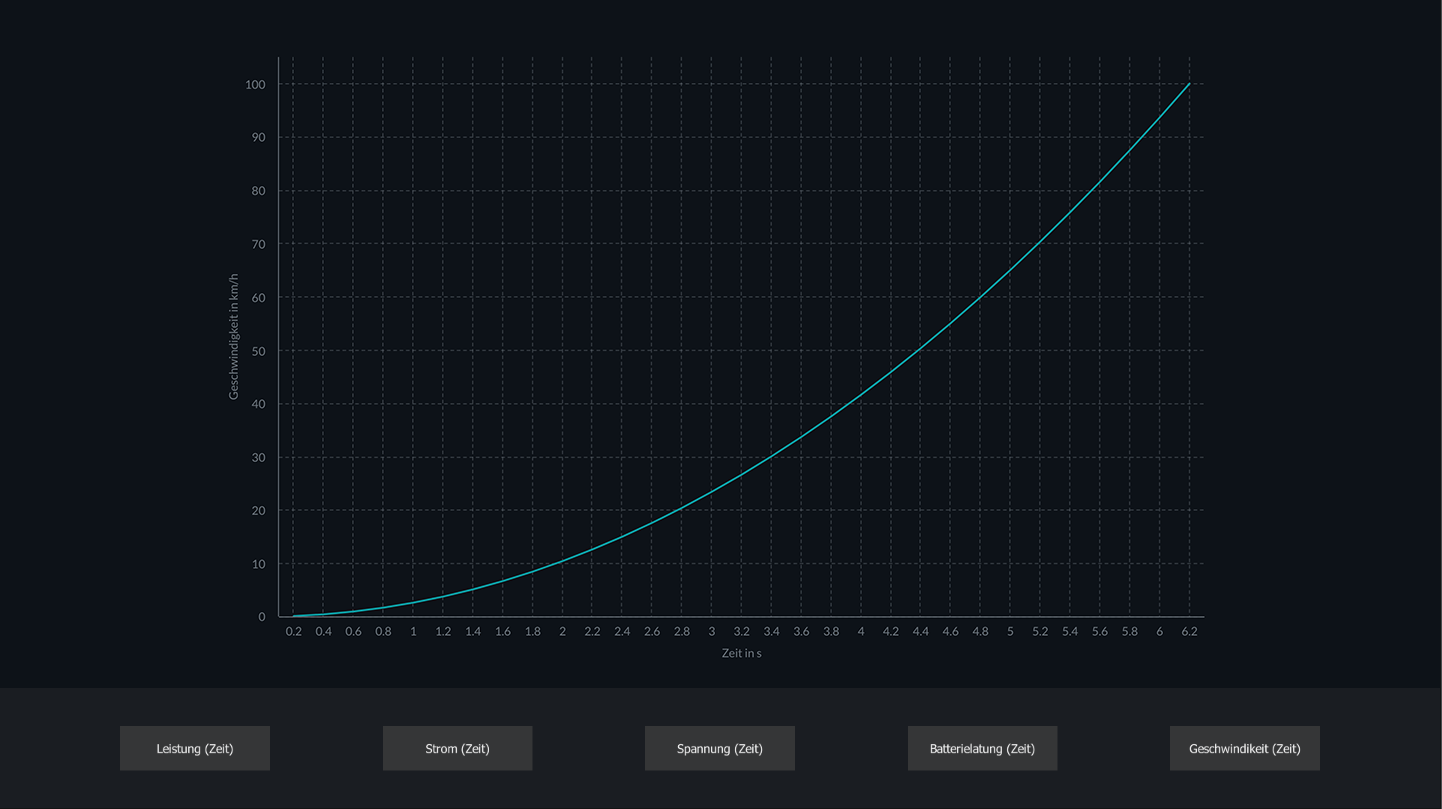 100
90
80
70
60
50
40
30
20
10
0
Geschwindigkeit in km/h
0.2 0.4 0.6 0.8 1 1.2 1.4 1.6 1.8 2 2.2 2.4 2.6 2.8 3 3.2 3.4 3.6 3.8 4 4.2 4.4 4.6 4.8 5 5.2 5.4 5.6 5.8 6 6.2
Zeit in s
Leistung (Zeit) Strom (Zeit) Spannung (Zeit) Batterielatung (Zeit) Geschwindikeit (Zeit)